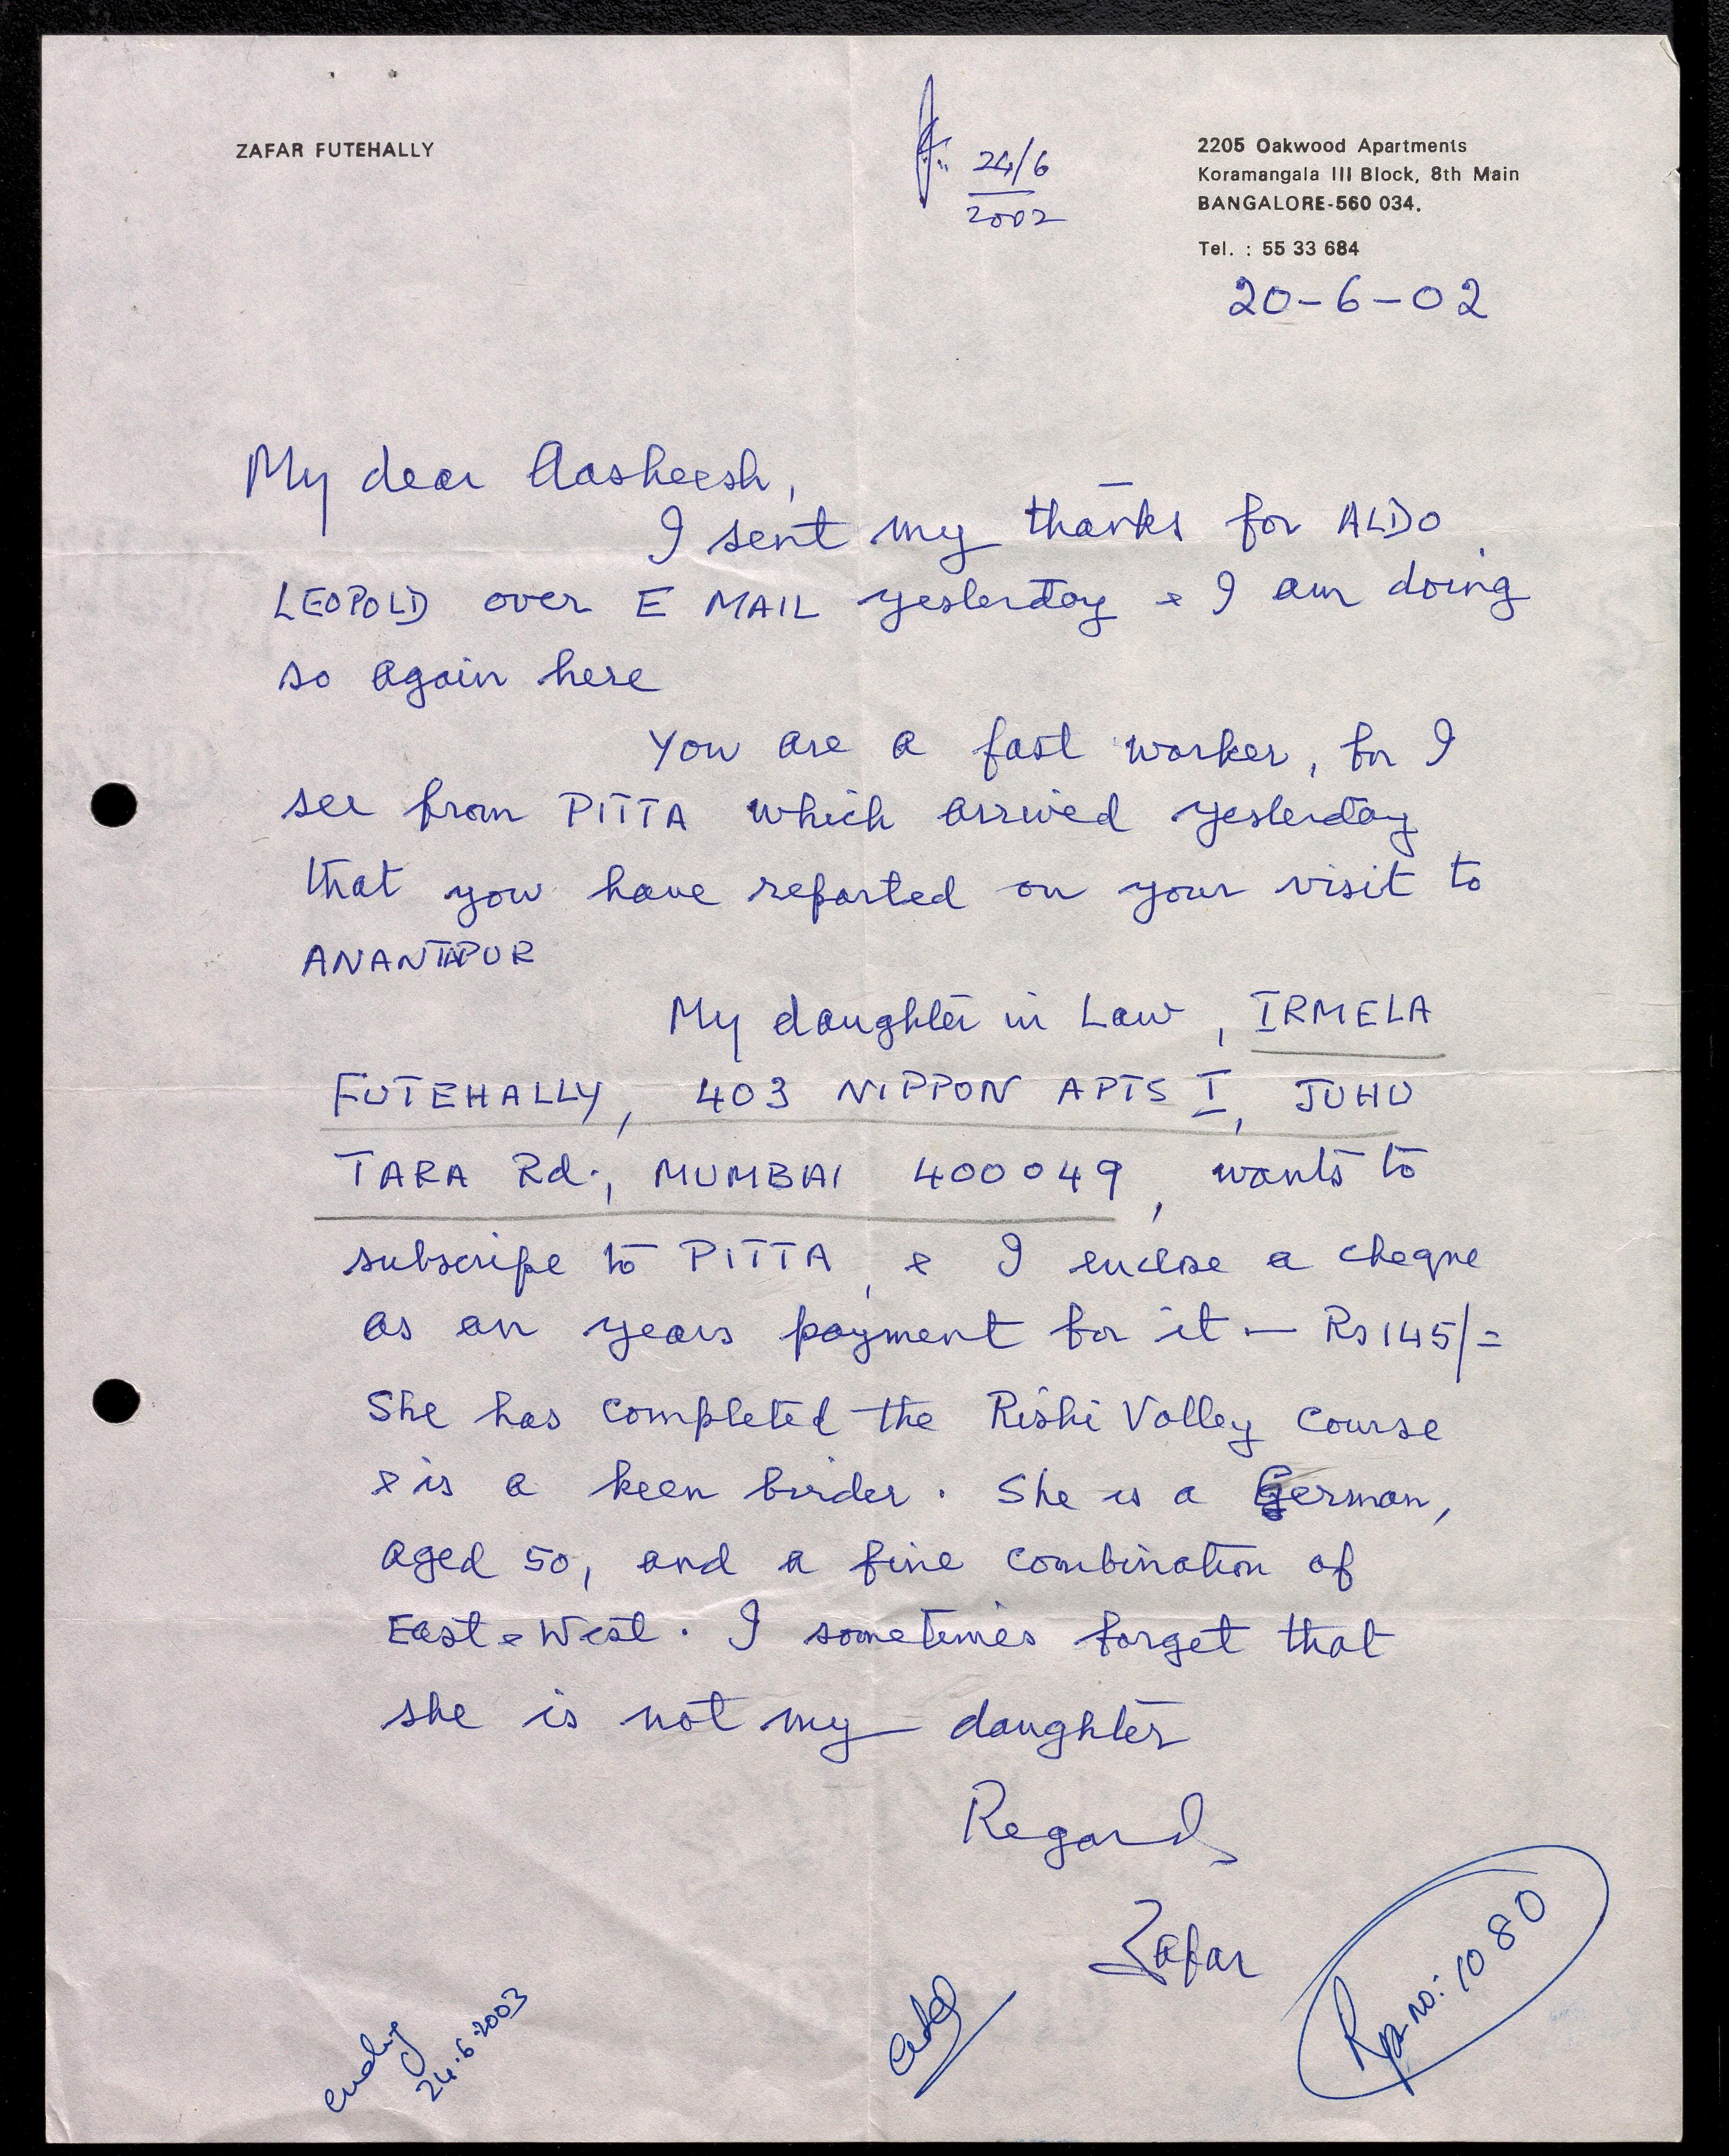 ZAFAR FUTEHALLY
24/6
2002
2205 Oakwood Apartments
Koramangala III Block, 8th Main
BANGALORE-560 034.
Tel. : 55 33 684
20-6-02
My dear Aasheesh,
I sent my thanks for ALDO
LEOPOLD over E MAIL yesterday & I am doing
so again here
You are a fast worker, for I
see from PITTA which arrived yesterday
that you have reported on your visit to
ANANTAPUR
My daughter in Law, IRMELA
FUTEHALLY, 403 NIPPON APTS I, JUHU
TARA Rd., MUMBAI 400049, wants to
subscripe to PITTA, & I enclose a cheque
as an years payment for it — Rs 145/=
She has completed the Rishi Valley Course
& is a keen birder. She is a German,
aged 50, and a fine combination of
East & West. I sometimes forget that
she is not my daughter
Regards
Zafar
ending
24.6.2003
Rpt no: 1080